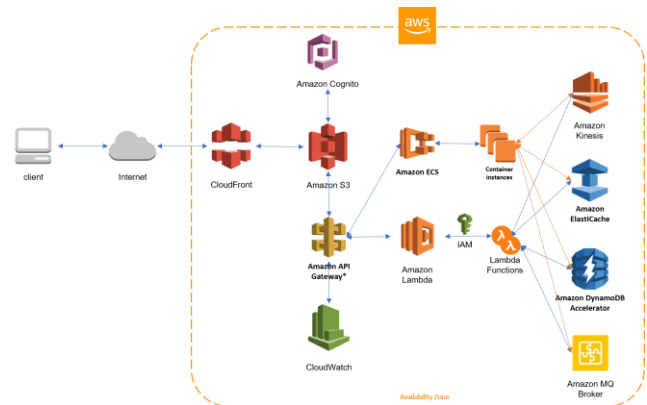 aws
Amazon Cognito
client
Internet
CloudFront
Amazon S3
Amazon ECS
Container
instances
Amazon
Kinesis
Amazon
ElastiCache
Amazon API
Gateway*
Amazon
Lambda
IAM
Lambda
Functions
Amazon DynamoDB
Accelerator
CloudWatch
Amazon MQ
Broker
Availability Zone